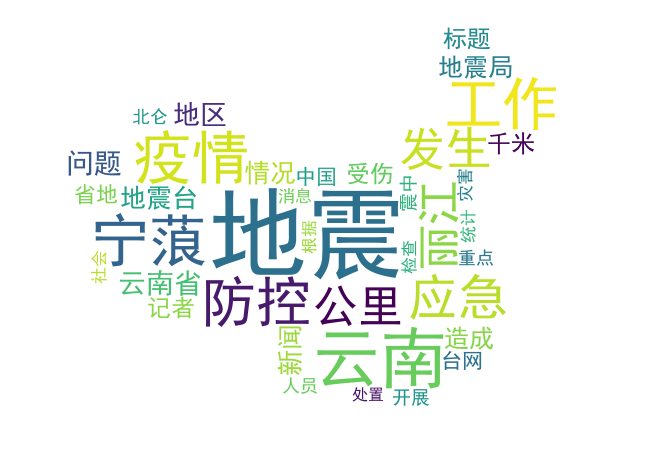 标题
地震局
工作
北仑
地区
疫情
发生
千米
问题
情况
中国
受伤
震中
灾害
省地
地震台
消息
地震
丽江
统计
宁蒗
根据
检查
重点
社会
云南省
记者
防控
公里
应急
新闻
云南
造成
台网
人员
处置
开展